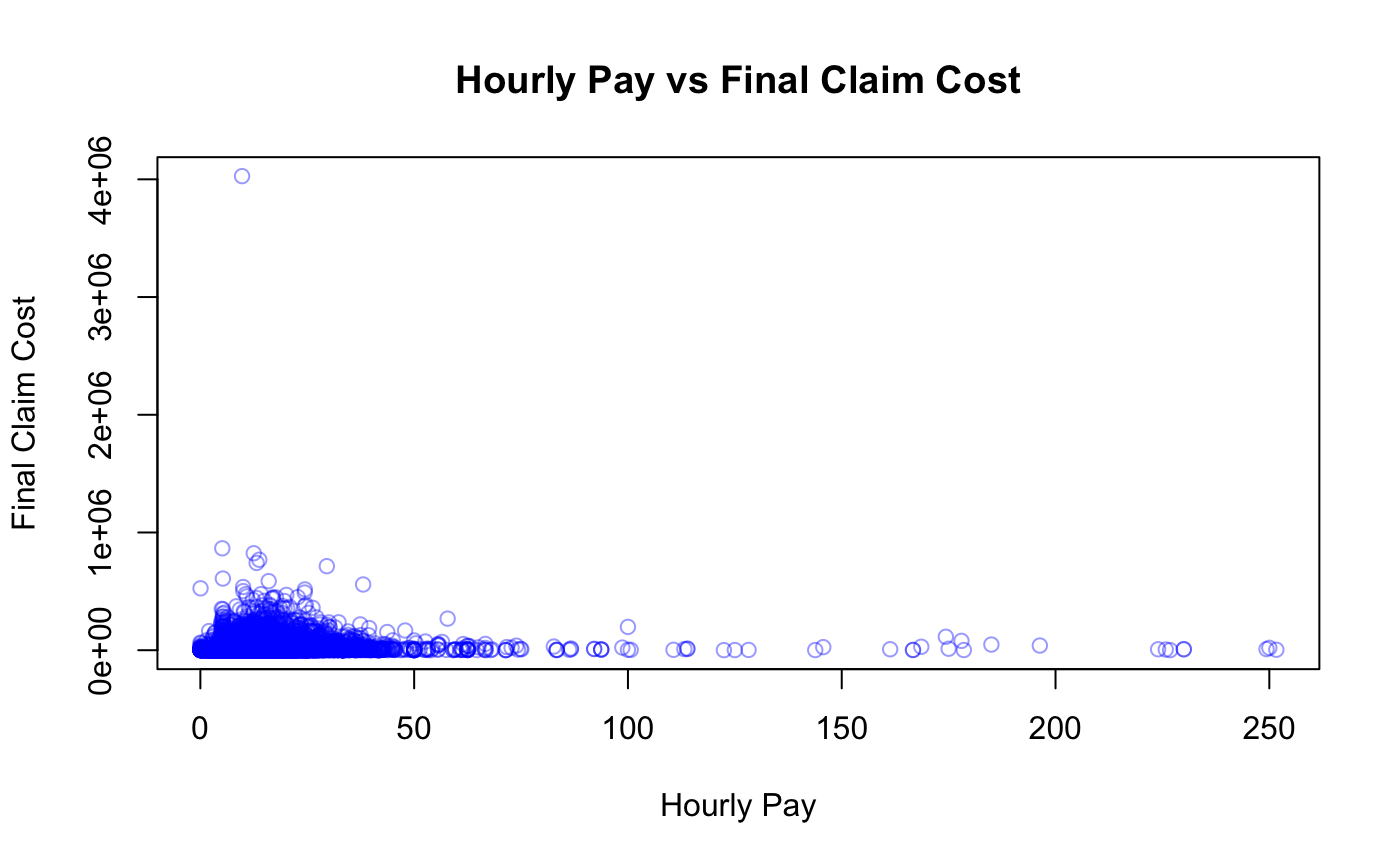 Hourly Pay vs Final Claim Cost
Final Claim Cost
4e+06
3e+06
2e+06
1e+06
0e+00
0 50 100 150 200 250
Hourly Pay